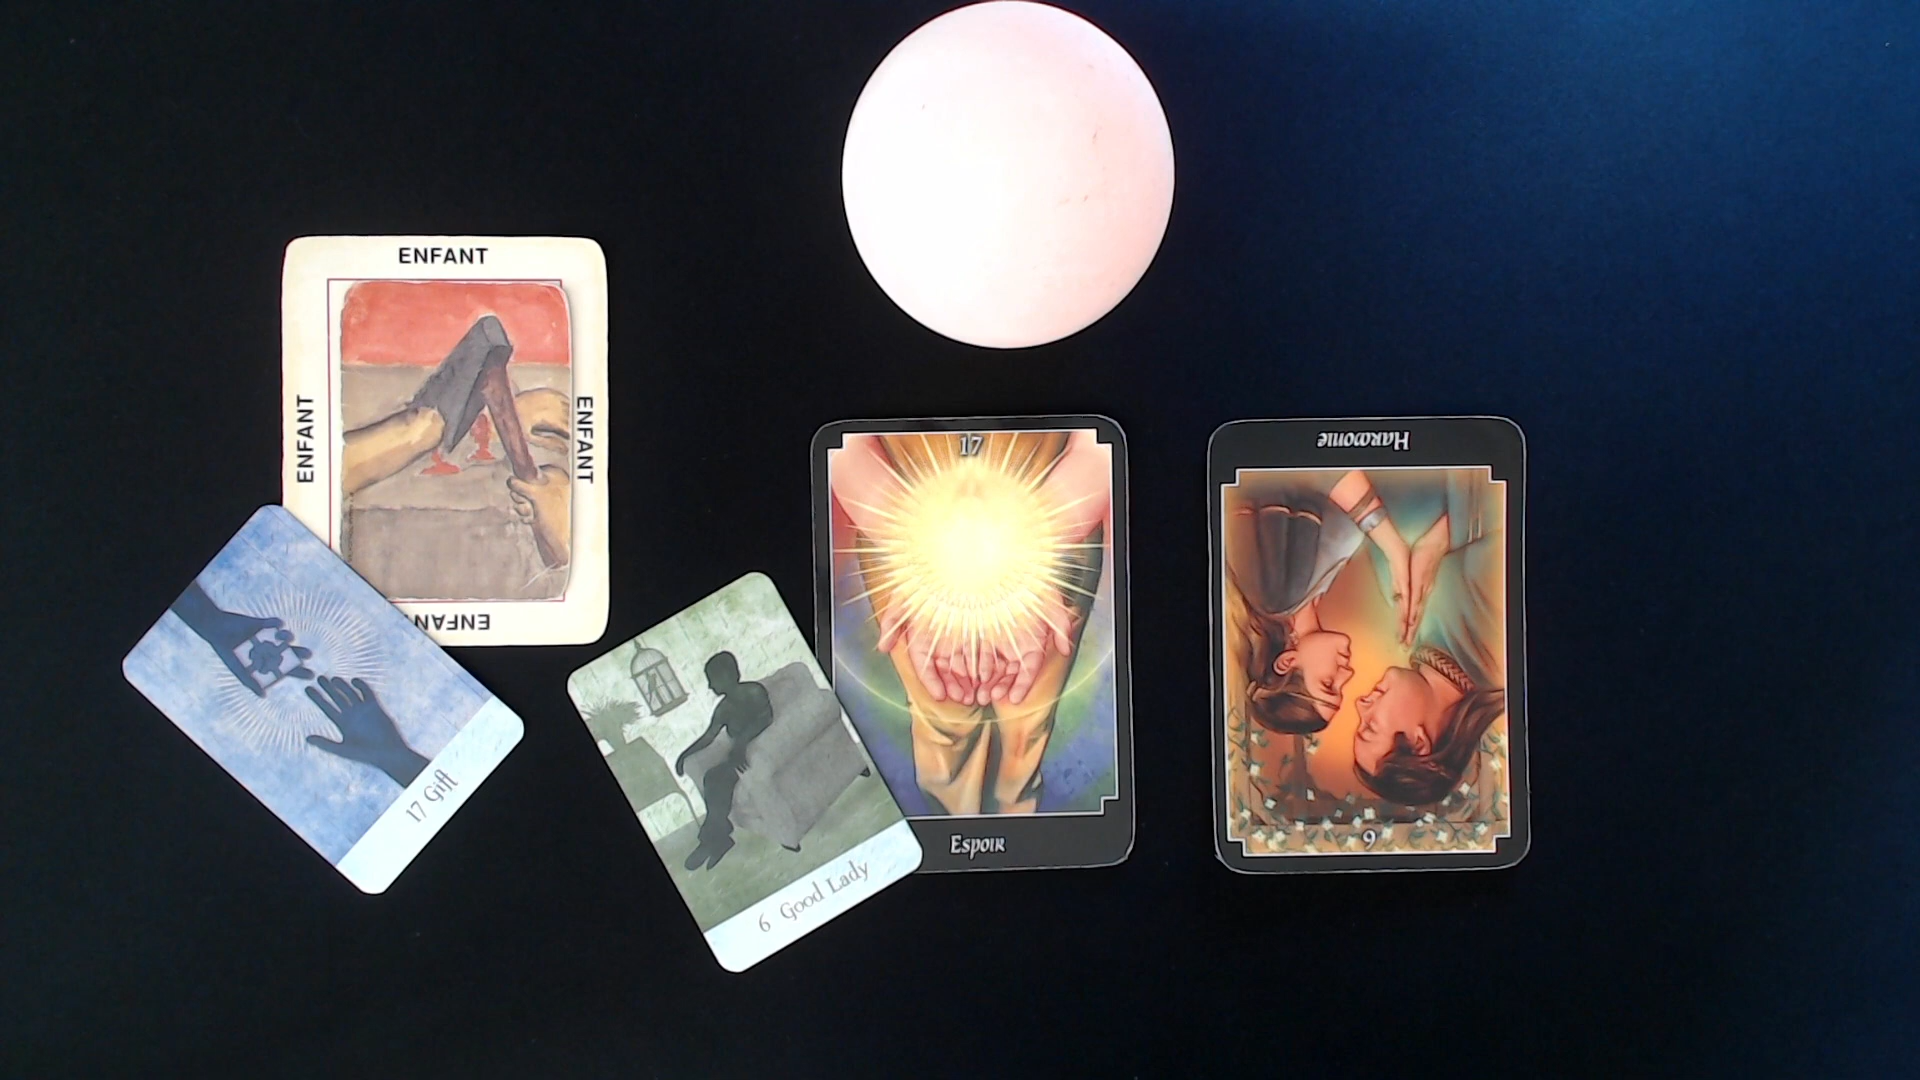 ENFANT
ENFANT
ENFANT
ENFANT
17 Gift
6 Good Lady
17
Espoir
Harmonie
6